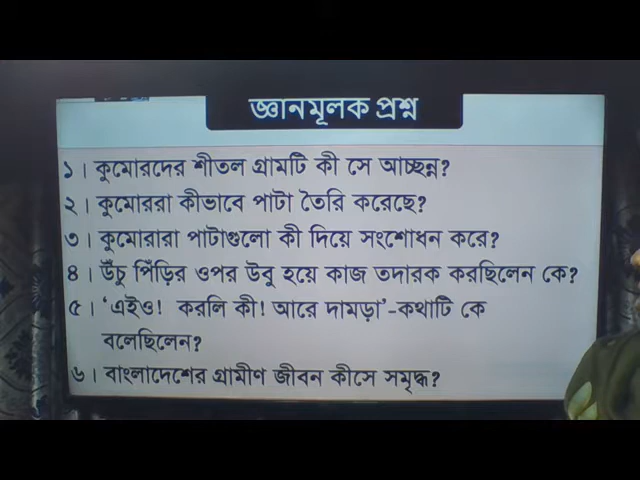 জ্ঞানমূলক প্রশ্ন
১। কুমোরদের শীতল গ্রামটি কী সে আচ্ছন্ন?
২। কুমোররা কীভাবে পাটা তৈরি করেছে?
৩। কুমোরারা পাটাগুলো কী দিয়ে সংশোধন করে?
৪। উঁচু পিঁড়ির ওপর উবু হয়ে কাজ তদারক করছিলেন কে?
৫। ‘এইও! করলি কী! আরে দামড়া’-কথাটি কে
বলেছিলেন?
৬। বাংলাদেশের গ্রামীণ জীবন কীসে সমৃদ্ধ?